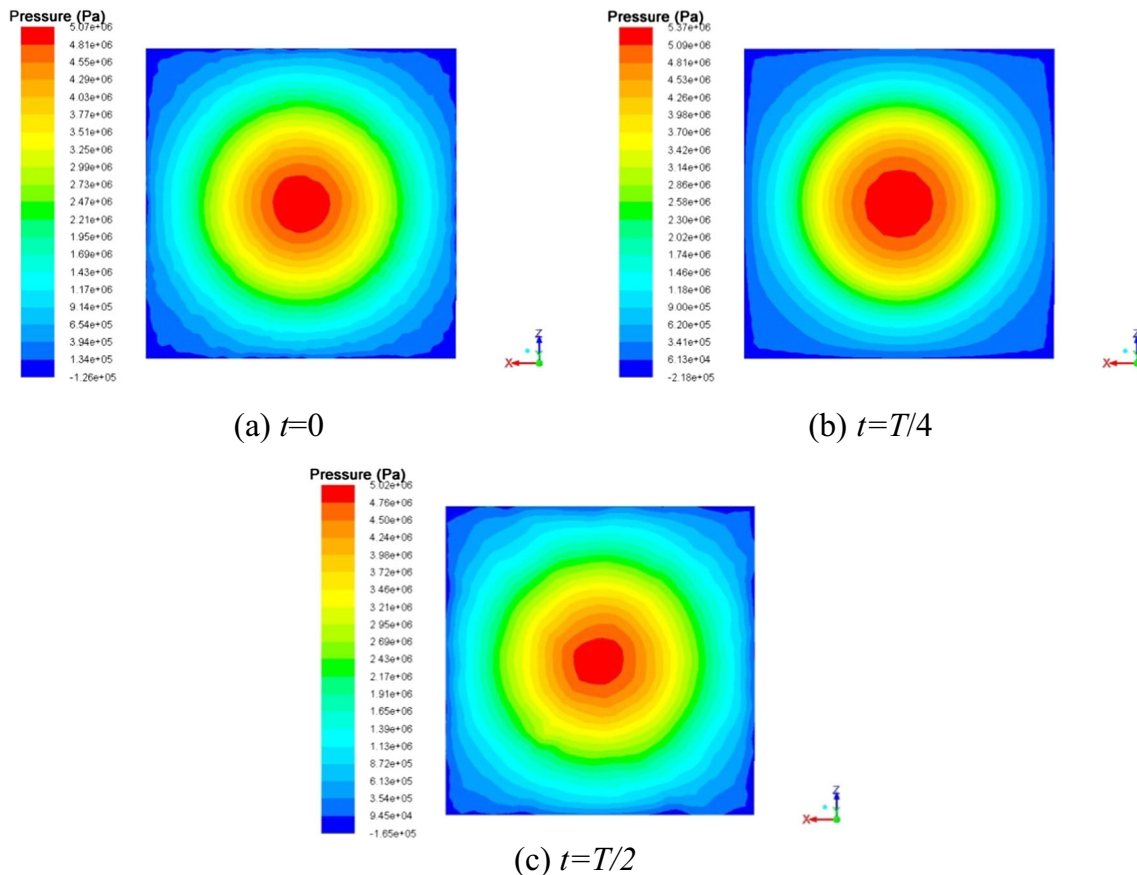 Pressure (Pa)
5.07e+06
4.81e+06
4.55e+06
4.29e+06
4.03e+06
3.77e+06
3.51e+06
3.25e+06
2.99e+06
2.73e+06
2.47e+06
2.21e+06
1.95e+06
1.69e+06
1.43e+06
1.17e+06
9.14e+05
6.54e+05
3.94e+05
1.34e+05
-1.26e+05
Z
X
(a) t=0
Pressure (Pa)
5.37e+06
5.09e+06
4.81e+06
4.53e+06
4.26e+06
3.98e+06
3.70e+06
3.42e+06
3.14e+06
2.86e+06
2.58e+06
2.30e+06
2.02e+06
1.74e+06
1.46e+06
1.18e+06
9.00e+05
6.20e+05
3.41e+05
6.13e+04
-2.18e+05
Z
X
(b) t=T/4
Pressure (Pa)
5.02e+06
4.76e+06
4.50e+06
4.24e+06
3.98e+06
3.72e+06
3.46e+06
3.21e+06
2.95e+06
2.69e+06
2.43e+06
2.17e+06
1.91e+06
1.65e+06
1.39e+06
1.13e+06
8.72e+05
6.13e+05
3.54e+05
9.45e+04
-1.65e+05
Z
X
(c) t=T/2